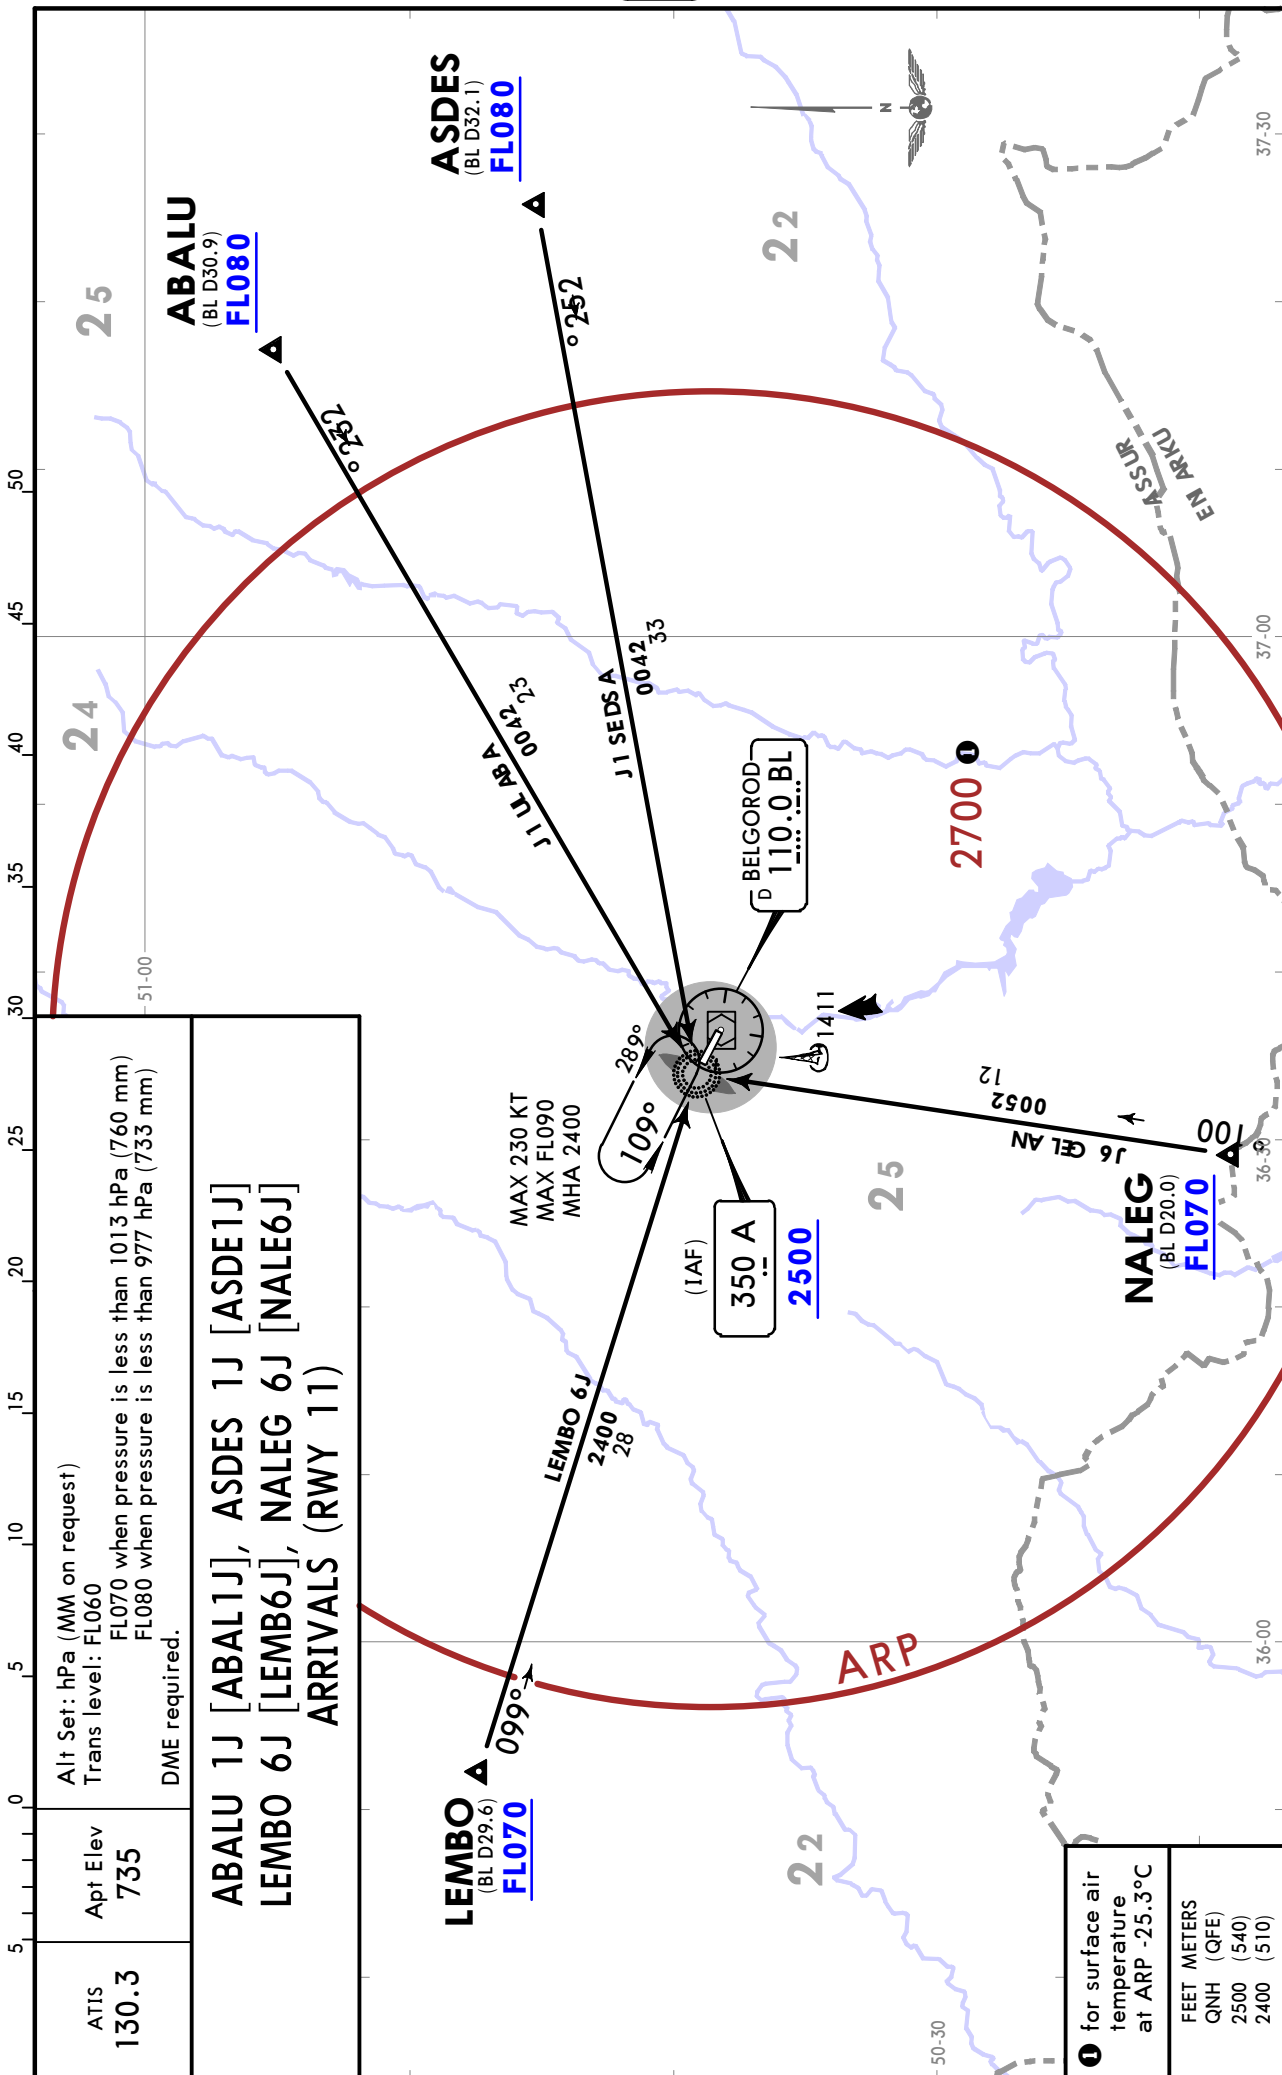 ATIS
130.3
Apt Elev
735
Alt Set: hPa (MM on request)
Trans level: FL060
FL070 when pressure is less than 1013 hPa (760 mm)
FL080 when pressure is less than 977 hPa (733 mm)
DME required.
ABALU 1J [ABAL1J], ASDES 1J [ASDE1J]
LEMBO 6J [LEMB6J], NALEG 6J [NALE6J]
ARRIVALS (RWY 11)
5 0 5 10 15 20 25 30 35 40 45 50
ABALU
(BL D30.9)
FL080
ASDES
(BL D32.1)
FL080
25
24
51-00
N
22
°252
0042
23
J1 SEDS A
0042
33
MAX 230 KT
MAX FL090
MHA 2400
289°
109°
D BELGOROD
110.0 BL
1411
2700 1
ASSUR
EN ARKU
37-30
37-00
36-30
36-00
50-30
(IAF)
350 A
2500
LEMBO 6J
2400
28
099°
LEMBO
(BL D29.6)
FL070
ARP
25
22
0052
12
100
°
NALEG
(BL D20.0)
FL070
1 for surface air
temperature
at ARP -25.3°C
FEET METERS
QNH (QFE)
2500 (540)
2400 (510)